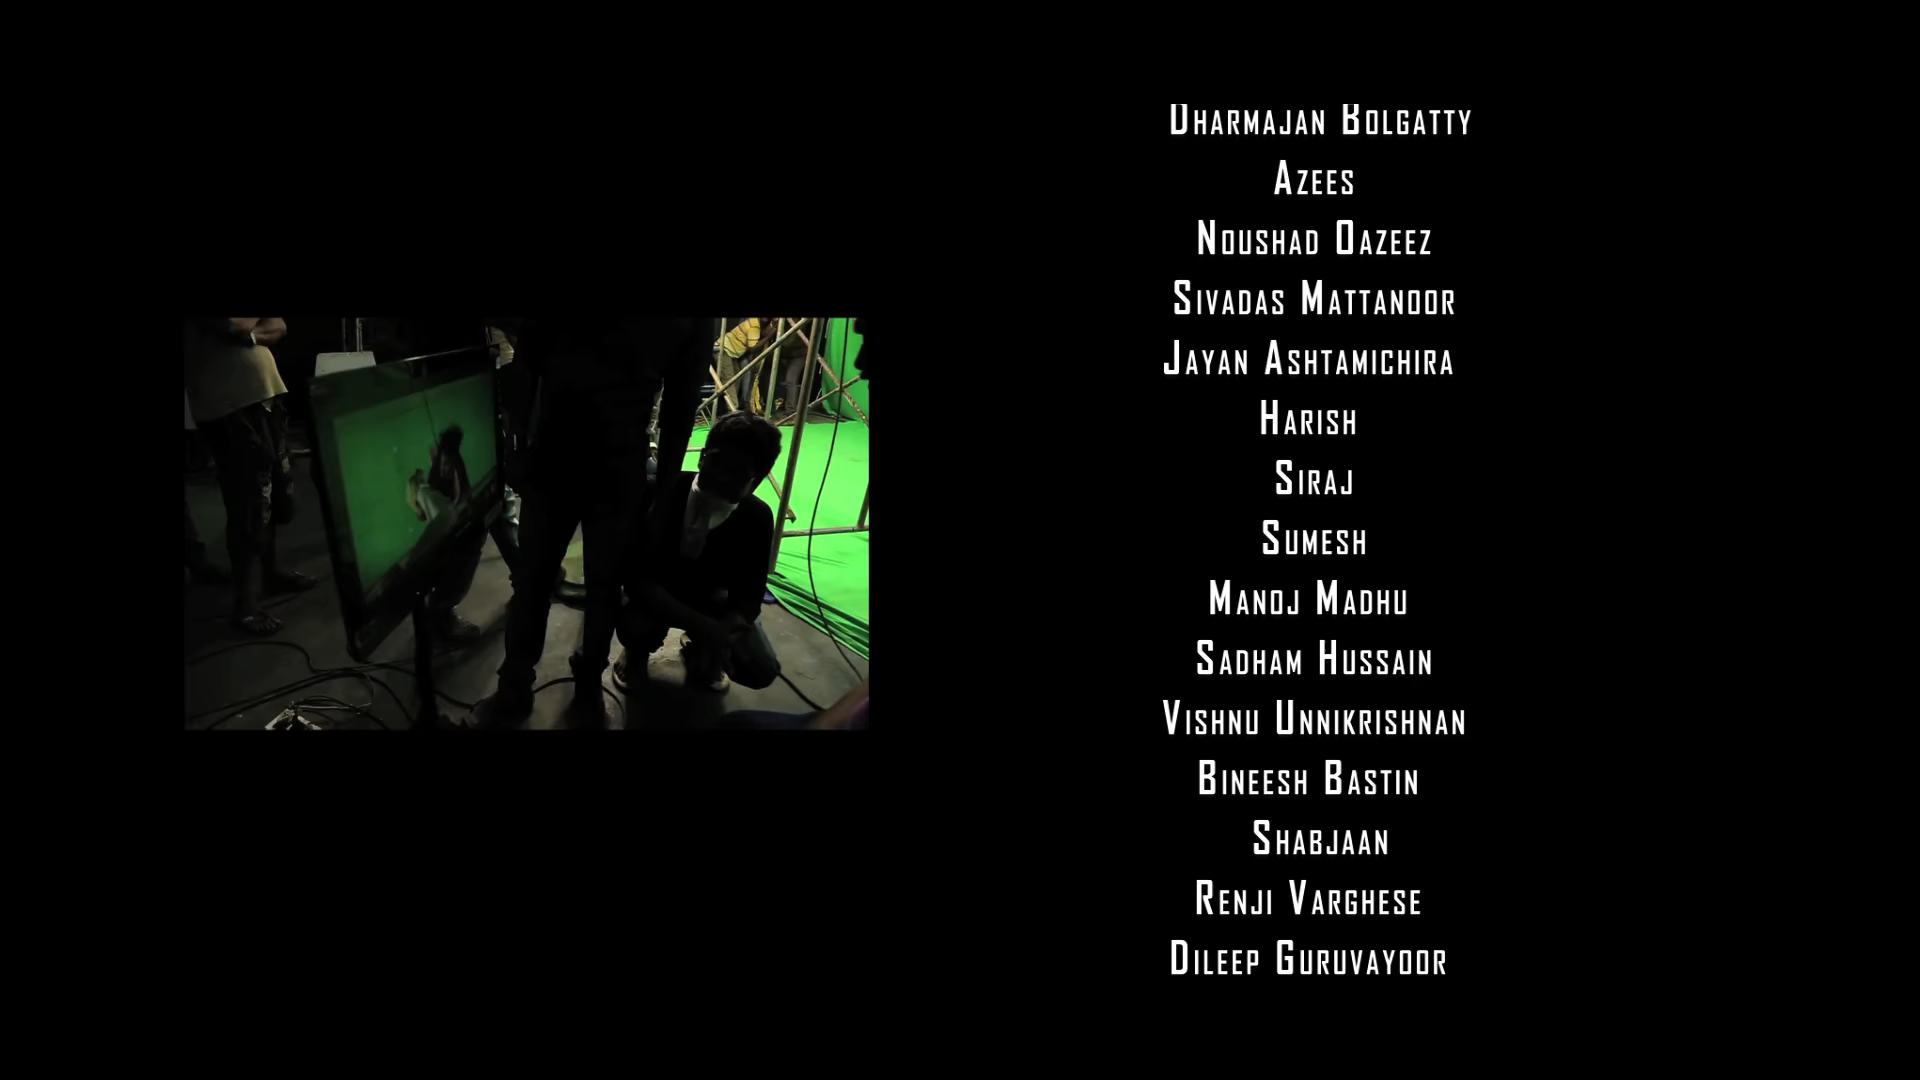 Dharmajan Bolgatty
Azees
Noushad Oazeez
Sivadas Mattanoor
Jayan Ashtamichira
Harish
Siraj
Sumesh
Manoj Madhu
Sadham Hussain
Vishnu Unnikrishnan
Bineesh Bastin
Shabjaan
Renji Varghese
Dileep Guruvayoor